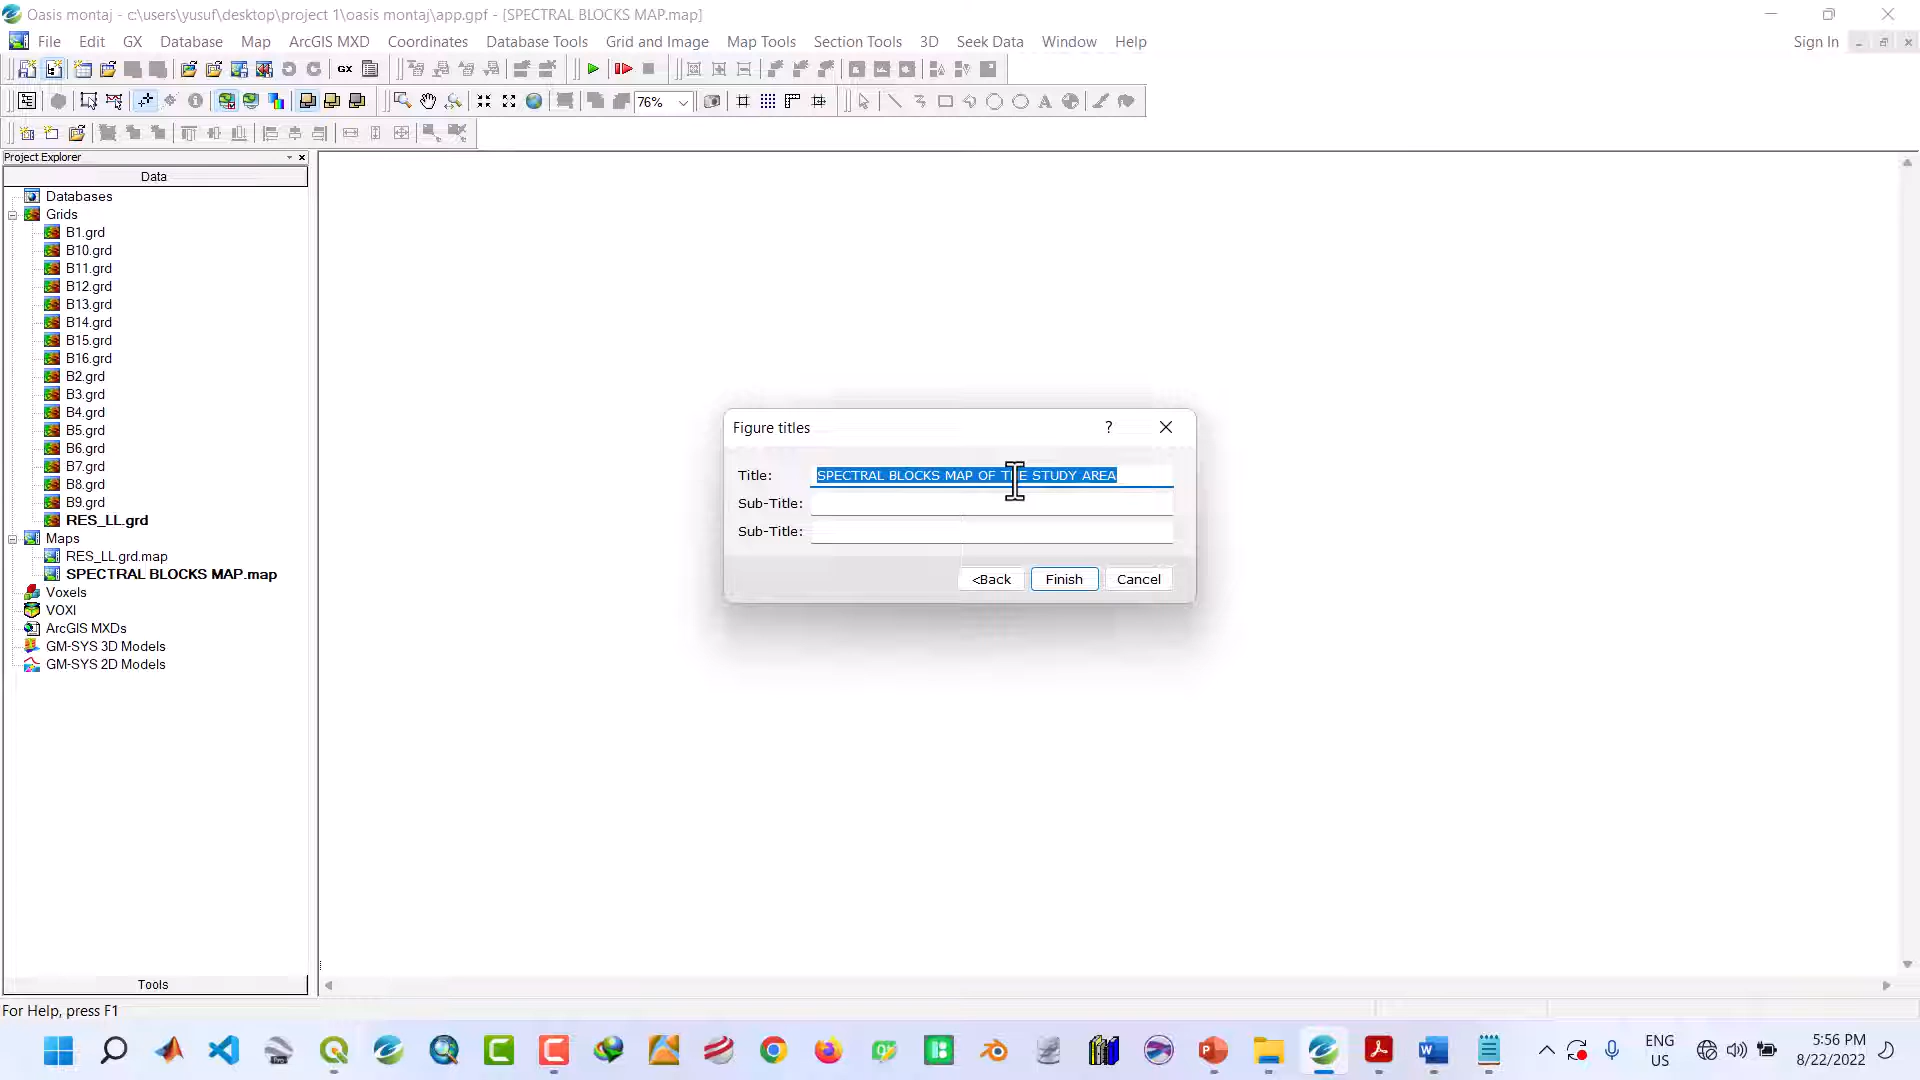 Oasis montaj - c:\users\yusuf\desktop\project 1\oasis montaj\app.gpf - [SPECTRAL BLOCKS MAP.map]
File Edit GX Database Map ArcGIS MXD Coordinates Database Tools Grid and Image Map Tools Section Tools 3D Seek Data Window Help Sign In
GX
76%
Project Explorer
Data
Databases
Grids
B1.grd
B10.grd
B11.grd
B12.grd
B13.grd
B14.grd
B15.grd
B16.grd
B2.grd
B3.grd
B4.grd
B5.grd
B6.grd
B7.grd
B8.grd
B9.grd
RES_LL.grd
Maps
RES_LL.grd.map
SPECTRAL BLOCKS MAP.map
Voxels
VOXI
ArcGIS MXDs
GM-SYS 3D Models
GM-SYS 2D Models
Tools
Figure titles ?
Title: SPECTRAL BLOCKS MAP OF THE STUDY AREA
Sub-Title:
Sub-Title:
<Back Finish Cancel
For Help, press F1
ENG
US
5:56 PM
8/22/2022